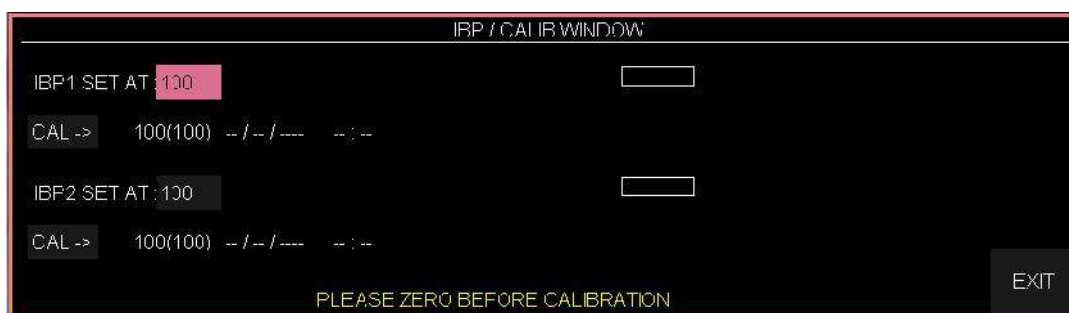 IBP / CALIB WINDOW
IBP1 SET AT : 100
CAL -> 100(100) -- / -- / ---- -- : --
IBP2 SET AT : 100
CAL -> 100(100) -- / -- / ---- -- : --
EXIT
PLEASE ZERO BEFORE CALIBRATION